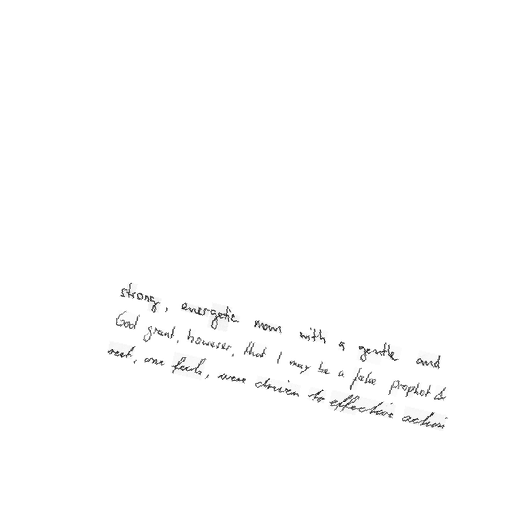 strong, energetic man with a gentle and
God grant, however, that I may be a false prophet &
rest, one feels, were driven to effective action